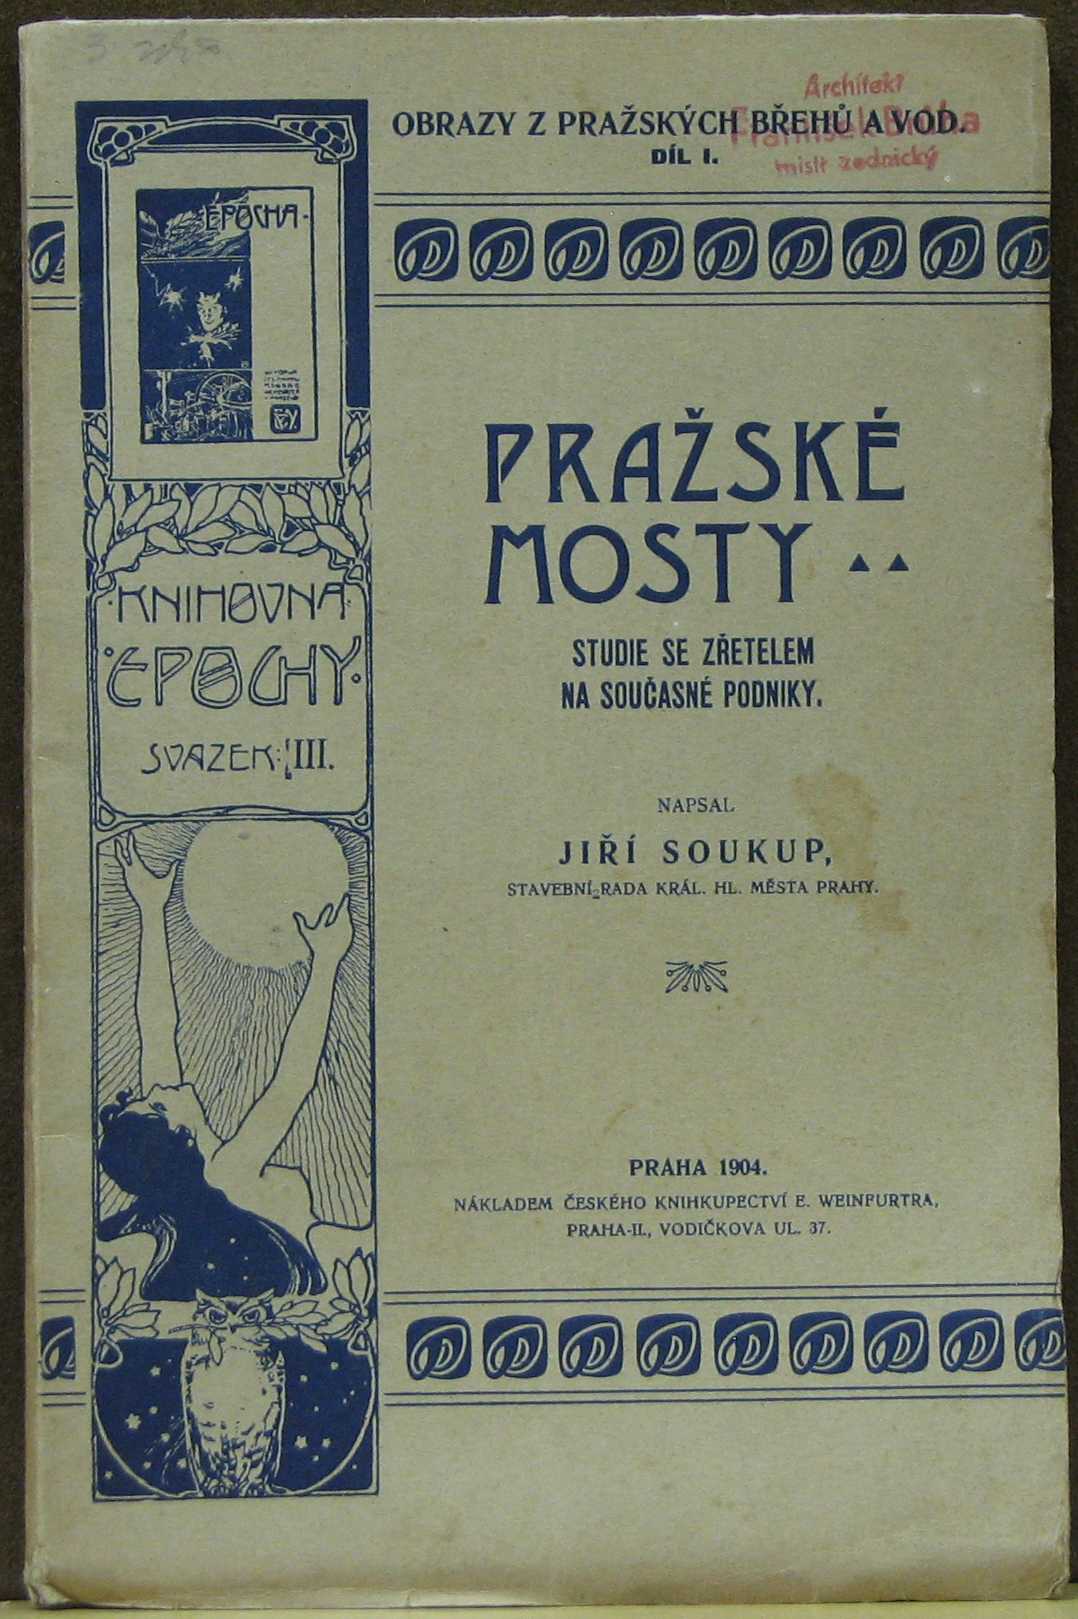 Architekt
mistr zednický
OBRAZY Z PRAŽSKÝCH BŘEHŮ A VOD.
DÍL I.
EPOCHA
PRAŽSKÉ
MOSTY
STUDIE SE ZŘETELEM
NA SOUČASNÉ PODNIKY.
KNIHOVNA
EPOCHY
SVAZEK: III.
NAPSAL
JIŘÍ SOUKUP,
STAVEBNÍ RADA KRÁL. HL. MĚSTA PRAHY.
PRAHA 1904.
NÁKLADEM ČESKÉHO KNIHKUPECTVÍ E. WEINFURTRA,
PRAHA-II., VODIČKOVA UL. 37.